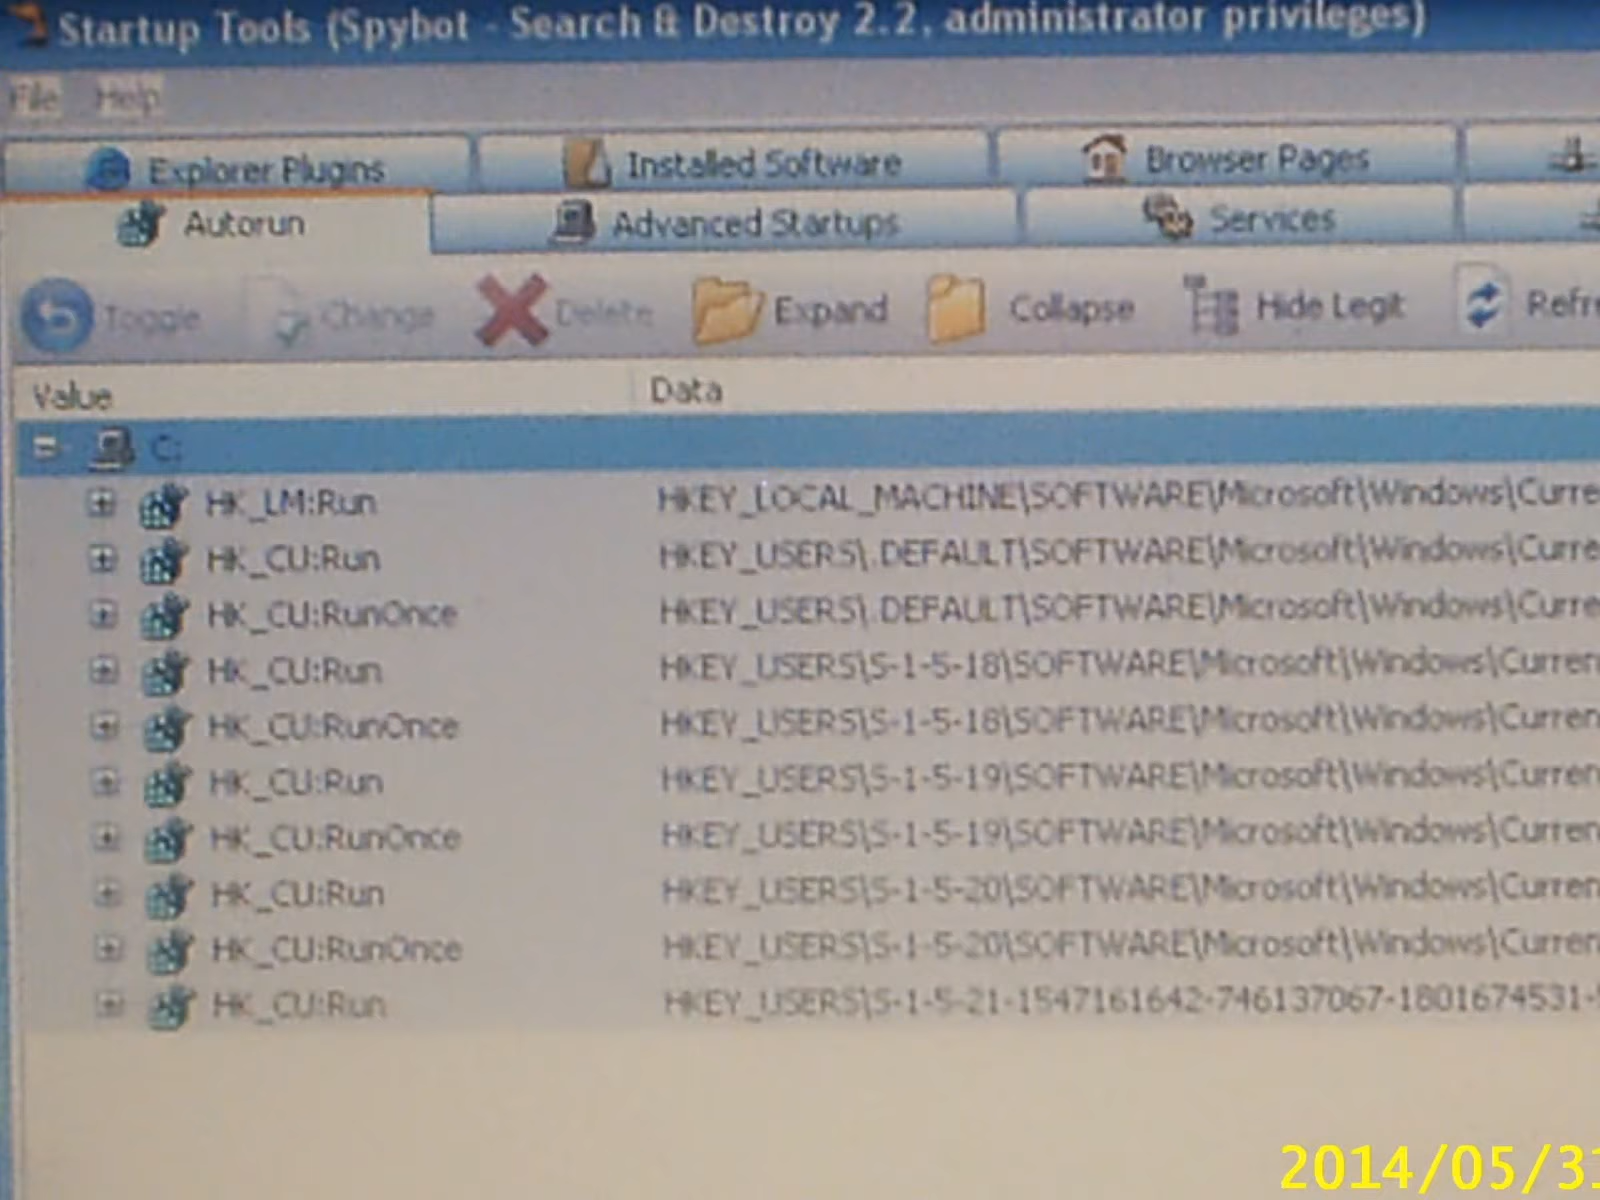 Startup Tools (Spybot - Search & Destroy 2.2, administrator privileges)
File Help
Explorer Plugins Installed Software Browser Pages
Autorun Advanced Startups Services
Toggle Change Delete Expand Collapse Hide Legit Refre
Value Data
C:
HK_LM:Run HKEY_LOCAL_MACHINE\SOFTWARE\Microsoft\Windows\Curre
HK_CU:Run HKEY_USERS\.DEFAULT\SOFTWARE\Microsoft\Windows\Curre
HK_CU:RunOnce HKEY_USERS\.DEFAULT\SOFTWARE\Microsoft\Windows\Curre
HK_CU:Run HKEY_USERS\S-1-5-18\SOFTWARE\Microsoft\Windows\Curren
HK_CU:RunOnce HKEY_USERS\S-1-5-18\SOFTWARE\Microsoft\Windows\Curren
HK_CU:Run HKEY_USERS\S-1-5-19\SOFTWARE\Microsoft\Windows\Curren
HK_CU:RunOnce HKEY_USERS\S-1-5-19\SOFTWARE\Microsoft\Windows\Curren
HK_CU:Run HKEY_USERS\S-1-5-20\SOFTWARE\Microsoft\Windows\Curren
HK_CU:RunOnce HKEY_USERS\S-1-5-20\SOFTWARE\Microsoft\Windows\Curren
HK_CU:Run HKEY_USERS\S-1-5-21-1547161642-746137067-1801674531-
2014/05/31